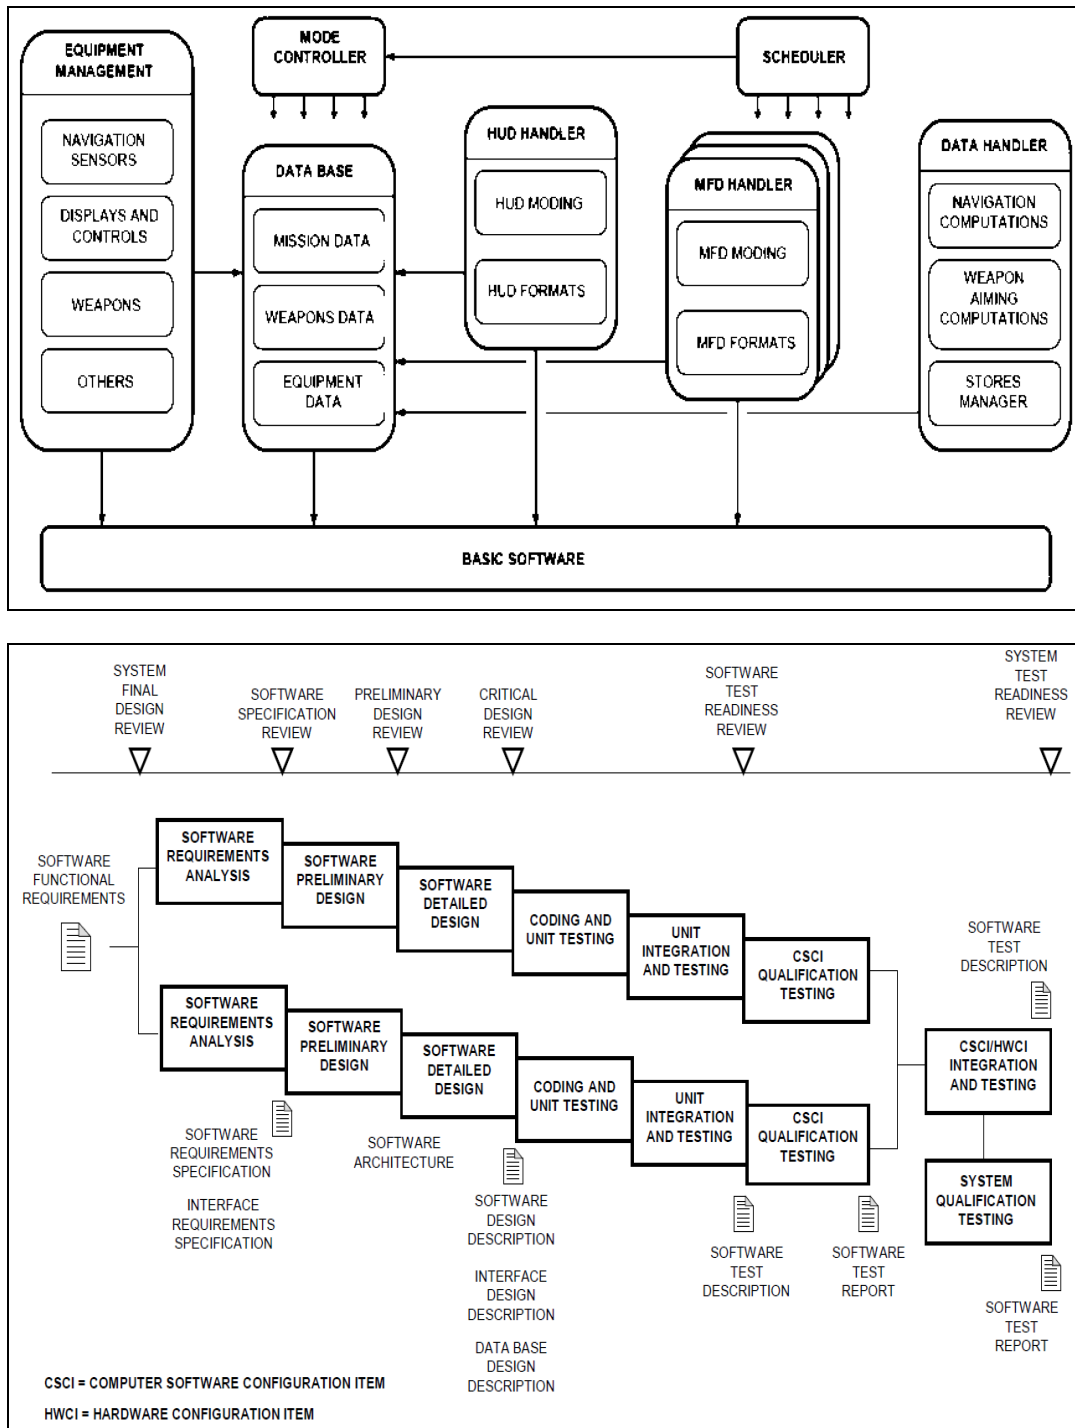 EQUIPMENT
MANAGEMENT
NAVIGATION
SENSORS
DISPLAYS AND
CONTROLS
WEAPONS
OTHERS
MODE
CONTROLLER
SCHEDULER
DATA BASE
MISSION DATA
WEAPONS DATA
EQUIPMENT
DATA
HUD HANDLER
HUD MODING
HUD FORMATS
MFD HANDLER
MFD MODING
MFD FORMATS
DATA HANDLER
NAVIGATION
COMPUTATIONS
WEAPON
AIMING
COMPUTATIONS
STORES
MANAGER
BASIC SOFTWARE
SYSTEM
FINAL
DESIGN
REVIEW
SOFTWARE
SPECIFICATION
REVIEW
PRELIMINARY
DESIGN
REVIEW
CRITICAL
DESIGN
REVIEW
SOFTWARE
TEST
READINESS
REVIEW
SYSTEM
TEST
READINESS
REVIEW
SOFTWARE
FUNCTIONAL
REQUIREMENTS
SOFTWARE
REQUIREMENTS
ANALYSIS
SOFTWARE
PRELIMINARY
DESIGN
SOFTWARE
DETAILED
DESIGN
CODING AND
UNIT TESTING
UNIT
INTEGRATION
AND TESTING
CSCI
QUALIFICATION
TESTING
SOFTWARE
TEST
DESCRIPTION
SOFTWARE
REQUIREMENTS
ANALYSIS
SOFTWARE
PRELIMINARY
DESIGN
SOFTWARE
DETAILED
DESIGN
CODING AND
UNIT TESTING
UNIT
INTEGRATION
AND TESTING
CSCI
QUALIFICATION
TESTING
CSCI/HWCI
INTEGRATION
AND TESTING
SYSTEM
QUALIFICATION
TESTING
SOFTWARE
REQUIREMENTS
SPECIFICATION
INTERFACE
REQUIREMENTS
SPECIFICATION
SOFTWARE
ARCHITECTURE
SOFTWARE
DESIGN
DESCRIPTION
INTERFACE
DESIGN
DESCRIPTION
DATA BASE
DESIGN
DESCRIPTION
SOFTWARE
TEST
DESCRIPTION
SOFTWARE
TEST
REPORT
SOFTWARE
TEST
REPORT
CSCI = COMPUTER SOFTWARE CONFIGURATION ITEM
HWCI = HARDWARE CONFIGURATION ITEM